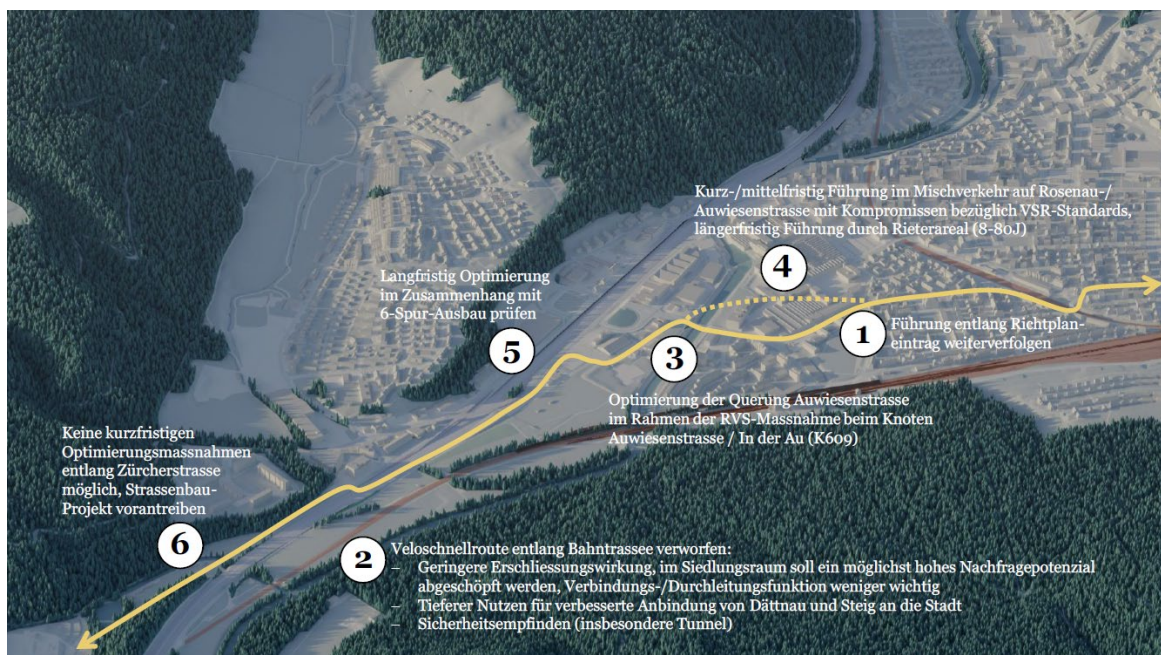 Kurz-/mittelfristig Führung im Mischverkehr auf Rosenau-/
Auwiesenstrasse mit Kompromissen bezüglich VSR-Standards,
längerfristig Führung durch Rieterareal (8-80J)
4
Langfristig Optimierung
im Zusammenhang mit
6-Spur-Ausbau prüfen
5
1
Führung entlang Richtplan-
eintrag weiterverfolgen
3
Optimierung der Querung Auwiesenstrasse
im Rahmen der RVS-Massnahme beim Knoten
Auwiesenstrasse / In der Au (K609)
Keine kurzfristigen
Optimierungsmassnahmen
entlang Zürcherstrasse
möglich, Strassenbau-
Projekt vorantreiben
6
2
Veloschnellroute entlang Bahntrassee verworfen:
– Geringere Erschliessungswirkung, im Siedlungsraum soll ein möglichst hohes Nachfragepotenzial
abgeschöpft werden, Verbindungs-/Durchleitungsfunktion weniger wichtig
– Tieferer Nutzen für verbesserte Anbindung von Dättnau und Steig an die Stadt
– Sicherheitsempfinden (insbesondere Tunnel)